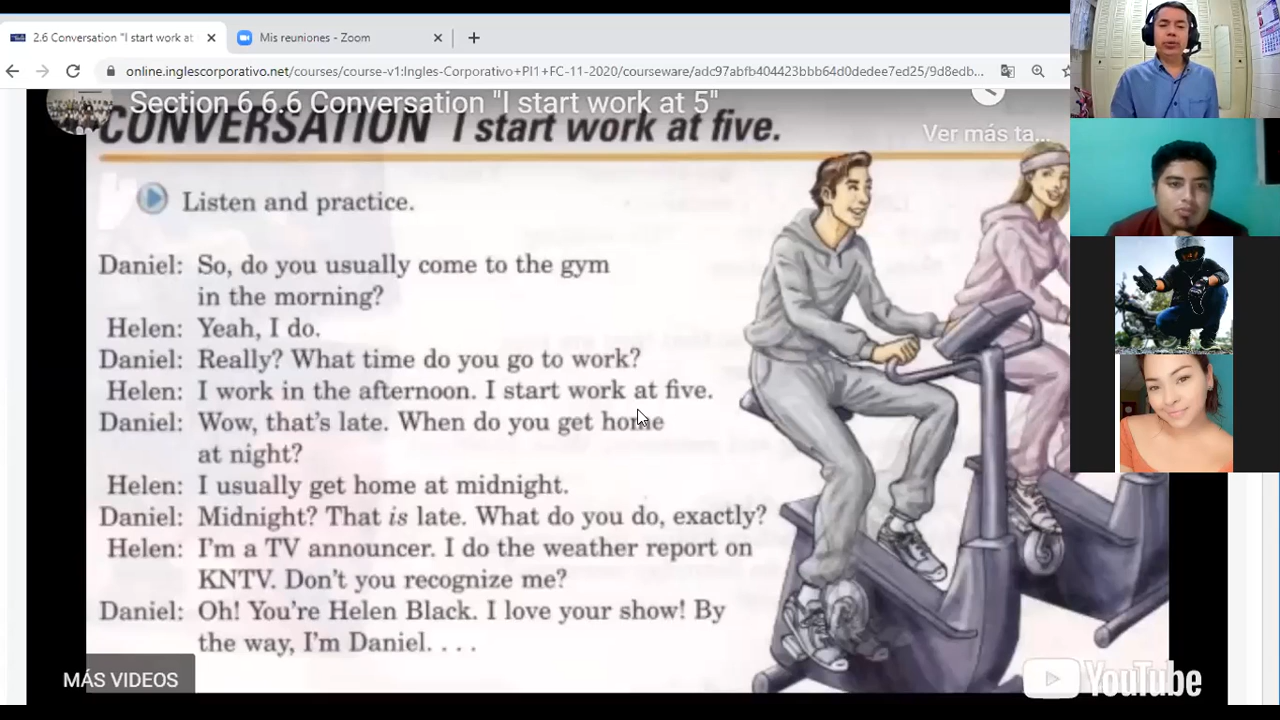 2.6 Conversation "I start work at
Mis reuniones - Zoom
online.inglescorporativo.net/courses/course-v1:Ingles-Corporativo+PI1+FC-11-2020/courseware/adc97abfb404423bbb64d0dedee7ed25/9d8edb...
Section 6 6.6 Conversation "I start work at 5"
CONVERSATION I start work at five.
Ver más ta...
Listen and practice.
Daniel: So, do you usually come to the gym
in the morning?
Helen: Yeah, I do.
Daniel: Really? What time do you go to work?
Helen: I work in the afternoon. I start work at five.
Daniel: Wow, that's late. When do you get home
at night?
Helen: I usually get home at midnight.
Daniel: Midnight? That is late. What do you do, exactly?
Helen: I'm a TV announcer. I do the weather report on
KNTV. Don't you recognize me?
Daniel: Oh! You're Helen Black. I love your show! By
the way, I'm Daniel. . . .
MÁS VIDEOS
YouTube